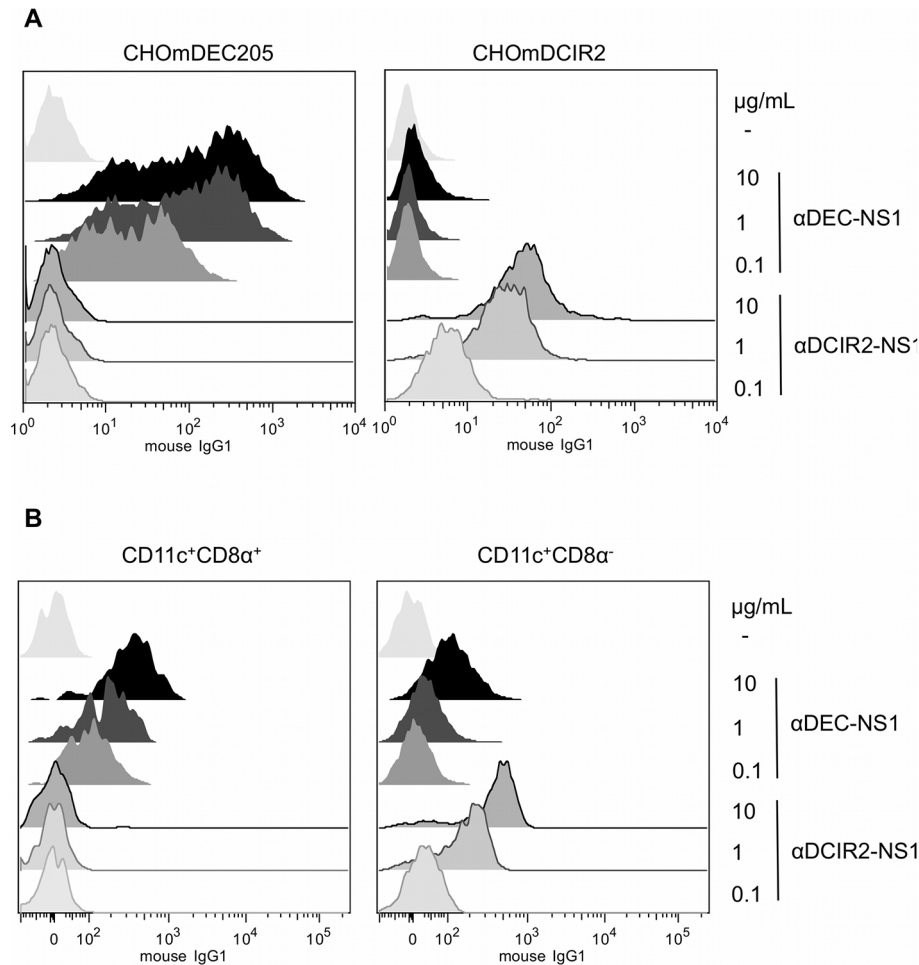 A
CHOmDEC205 CHOmDCIR2
µg/mL
-
10
1 αDEC-NS1
0.1
10
1 αDCIR2-NS1
0.1
10⁰ 10¹ 10² 10³ 10⁴ 10⁰ 10¹ 10² 10³ 10⁴
mouse IgG1 mouse IgG1
B
CD11c⁺CD8α⁺ CD11c⁺CD8α⁻
µg/mL
-
10
1 αDEC-NS1
0.1
10
1 αDCIR2-NS1
0.1
0 10² 10³ 10⁴ 10⁵ 0 10² 10³ 10⁴ 10⁵
mouse IgG1 mouse IgG1